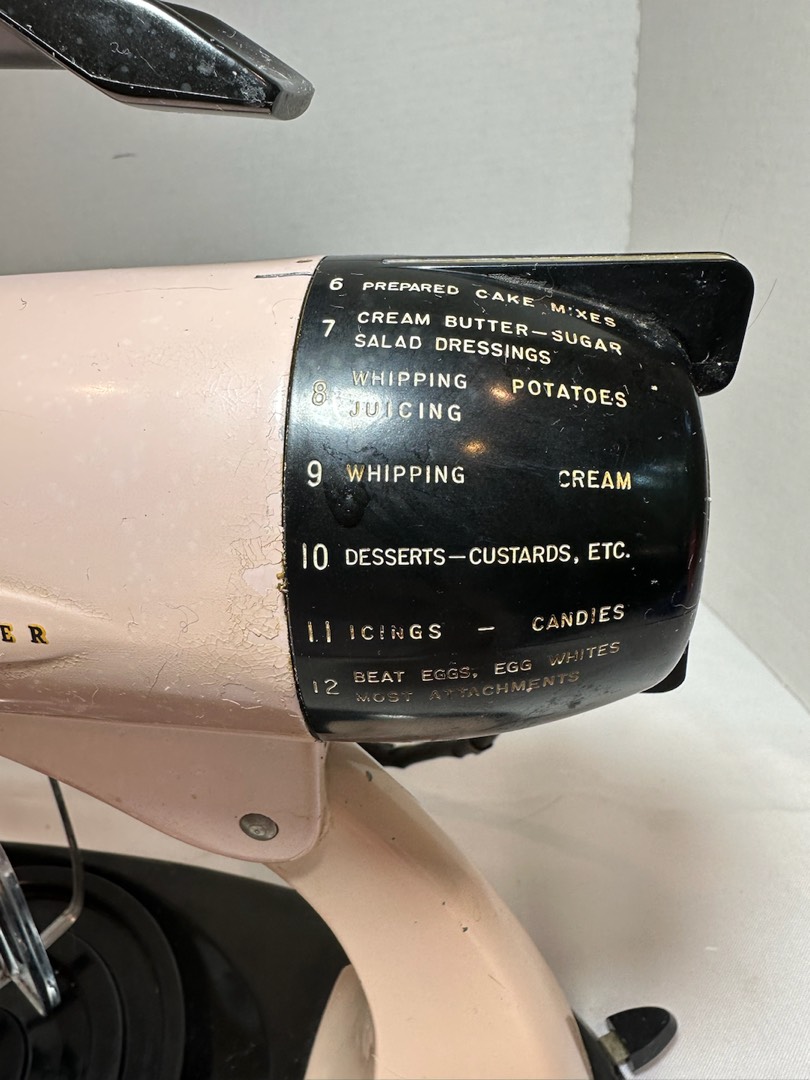 6 PREPARED CAKE MIXES
7 CREAM BUTTER—SUGAR
SALAD DRESSINGS
8 WHIPPING POTATOES
JUICING
9 WHIPPING CREAM
10 DESSERTS—CUSTARDS, ETC.
11 ICINGS — CANDIES
12 BEAT EGGS, EGG WHITES
MOST ATTACHMENTS
ER